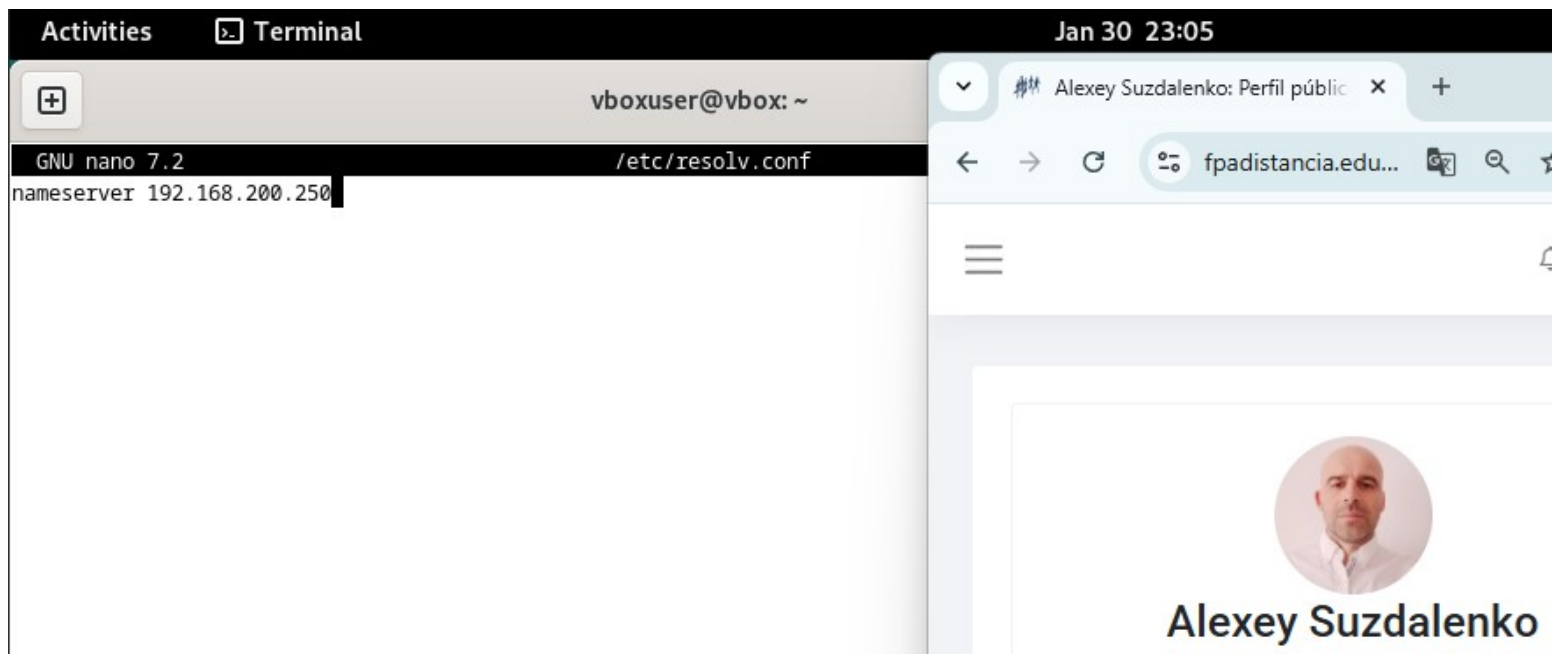 Activities Terminal Jan 30 23:05
vboxuser@vbox: ~
GNU nano 7.2 /etc/resolv.conf
nameserver 192.168.200.250
Alexey Suzdalenko: Perfil públic
fpadistancia.edu...
Alexey Suzdalenko